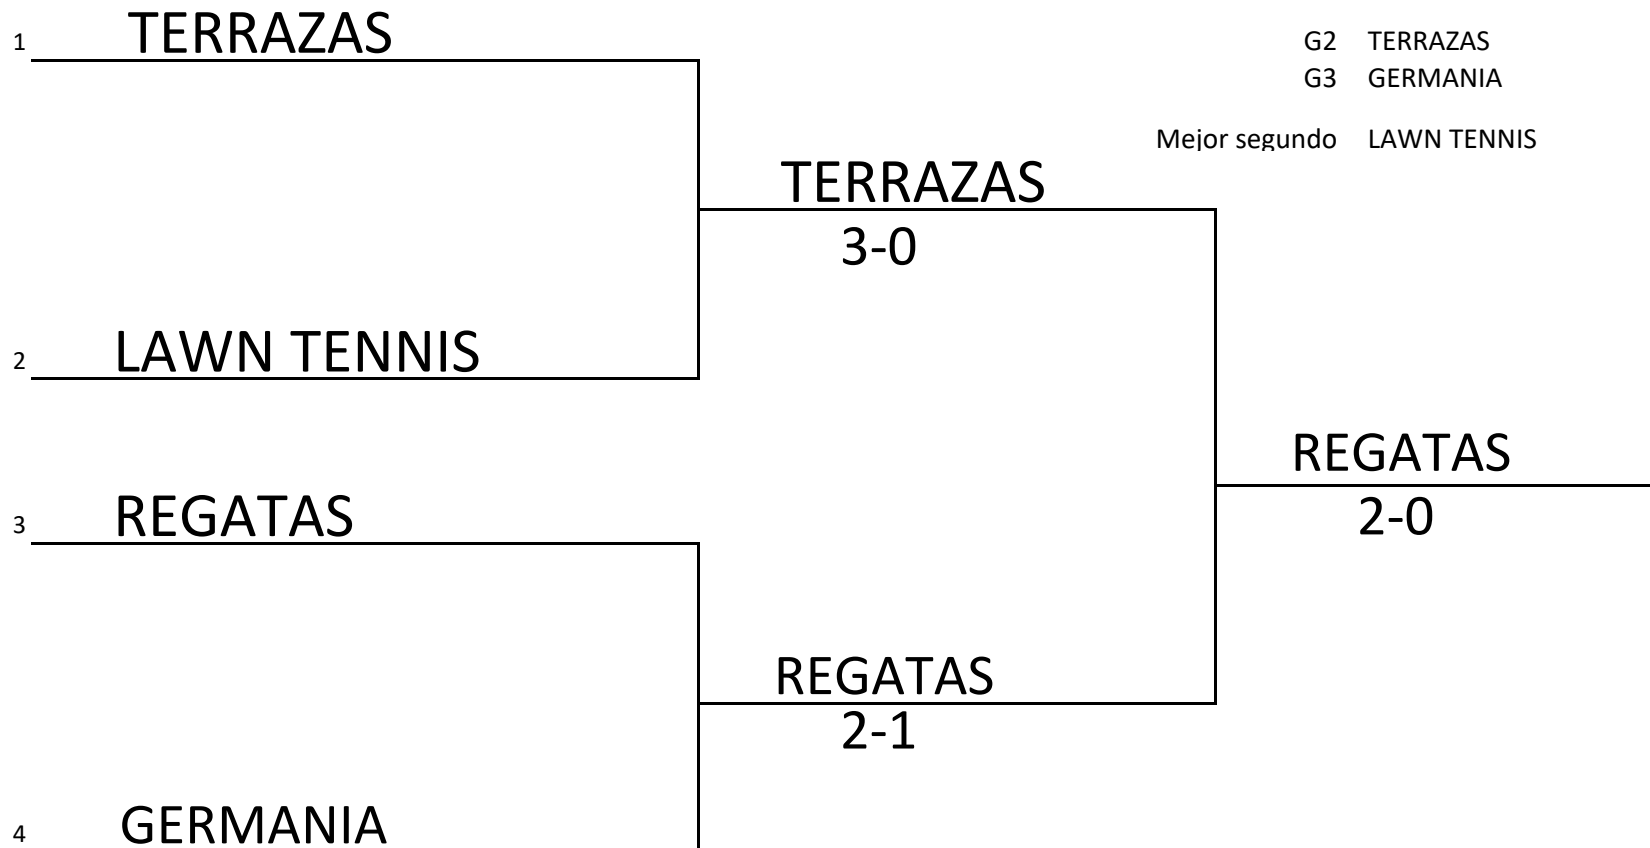 1 TERRAZAS
G2 TERRAZAS
G3 GERMANIA
Mejor segundo LAWN TENNIS
TERRAZAS
3-0
2 LAWN TENNIS
REGATAS
2-0
3 REGATAS
REGATAS
2-1
4 GERMANIA